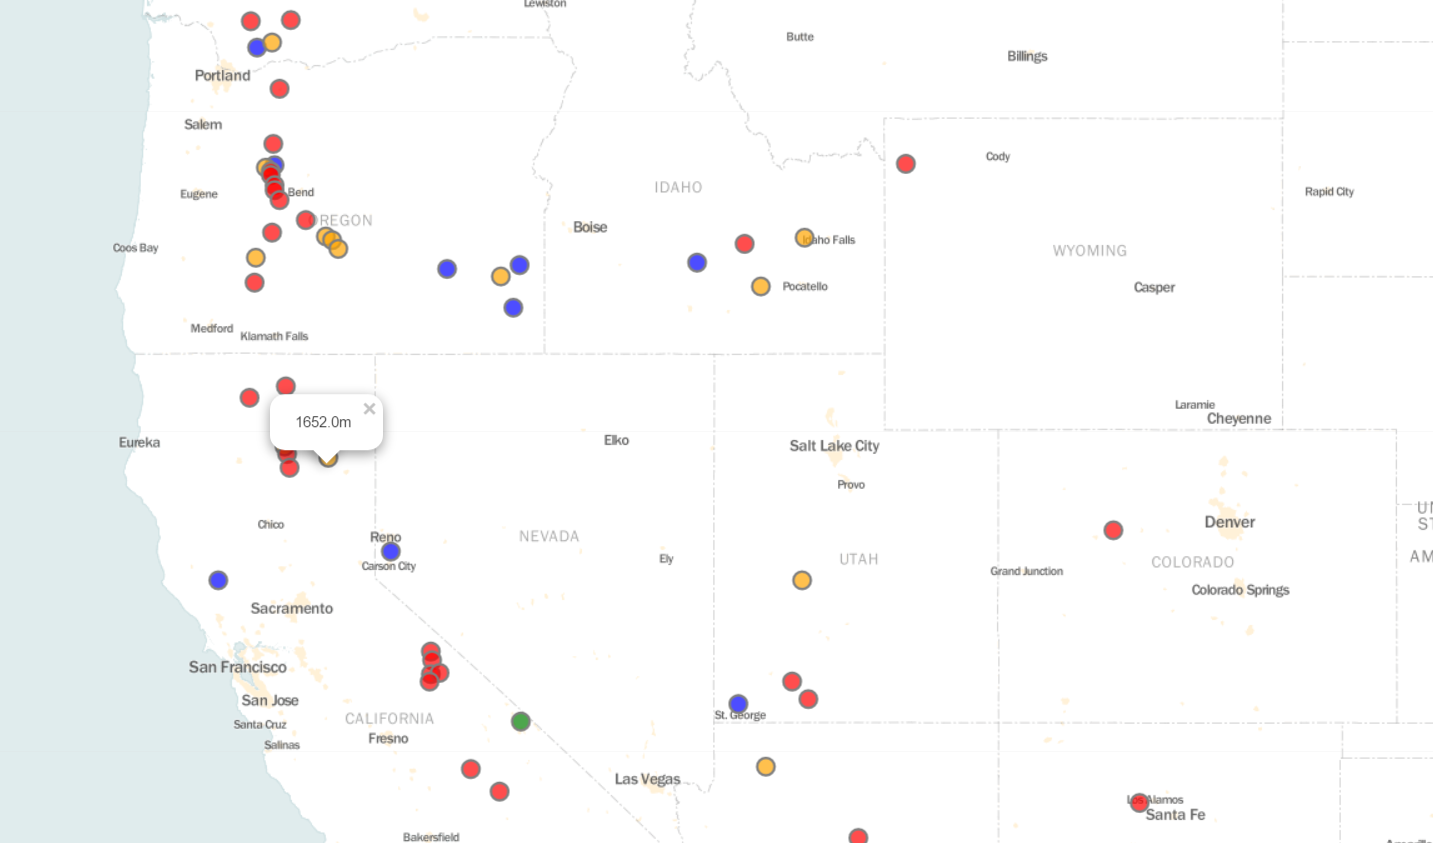 Lewiston
Butte
Billings
Portland
Salem
Cody
IDAHO
Eugene
Bend
Rapid City
OREGON
Boise
Coos Bay
Idaho Falls
WYOMING
Pocatello
Casper
Medford
Klamath Falls
Laramie
Cheyenne
1652.0m
×
Eureka
Elko
Salt Lake City
Provo
Chico
Denver
Reno
NEVADA
Ely
UTAH
COLORADO
Carson City
Grand Junction
Colorado Springs
Sacramento
San Francisco
San Jose
St. George
CALIFORNIA
Santa Cruz
Fresno
Salinas
Las Vegas
Los Alamos
Santa Fe
Bakersfield